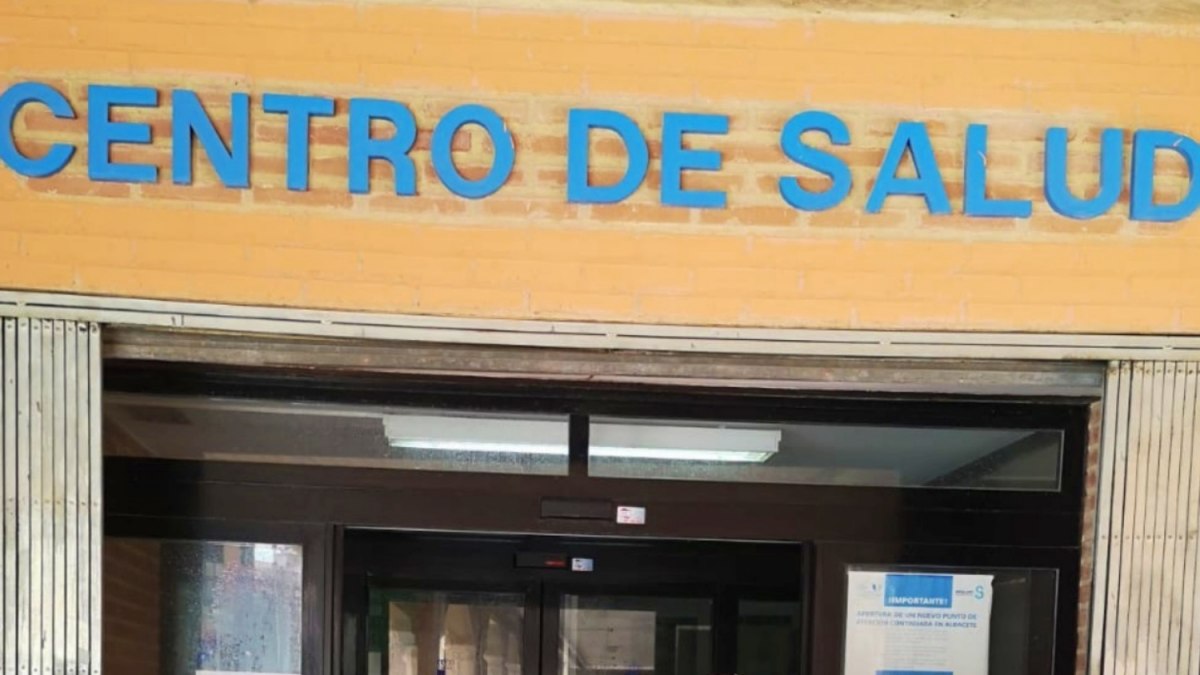 CENTRO DE SALUD
¡IMPORTANTE!
APERTURA DE UN NUEVO PUNTO DE
ATENCIÓN CONTINUADA EN ALBACETE